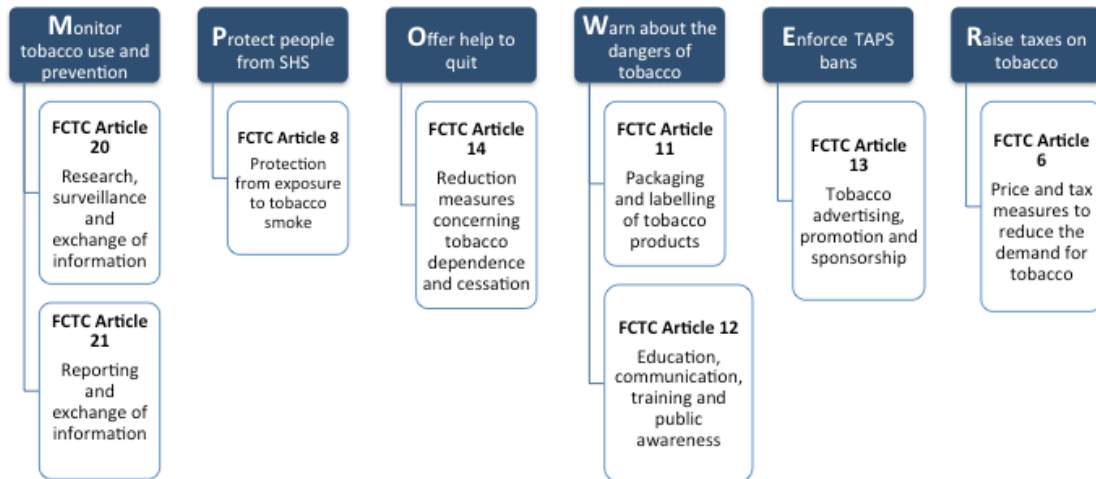 Monitor
tobacco use and
prevention
FCTC Article
20
Research,
surveillance
and
exchange of
information
FCTC Article
21
Reporting
and
exchange of
information
Protect people
from SHS
FCTC Article 8
Protection
from exposure
to tobacco
smoke
Offer help to
quit
FCTC Article
14
Reduction
measures
concerning
tobacco
dependence
and cessation
Warn about the
dangers of
tobacco
FCTC Article
11
Packaging
and labelling
of tobacco
products
FCTC Article 12
Education,
communication,
training and
public
awareness
Enforce TAPS
bans
FCTC Article
13
Tobacco
advertising,
promotion and
sponsorship
Raise taxes on
tobacco
FCTC Article
6
Price and tax
measures to
reduce the
demand for
tobacco